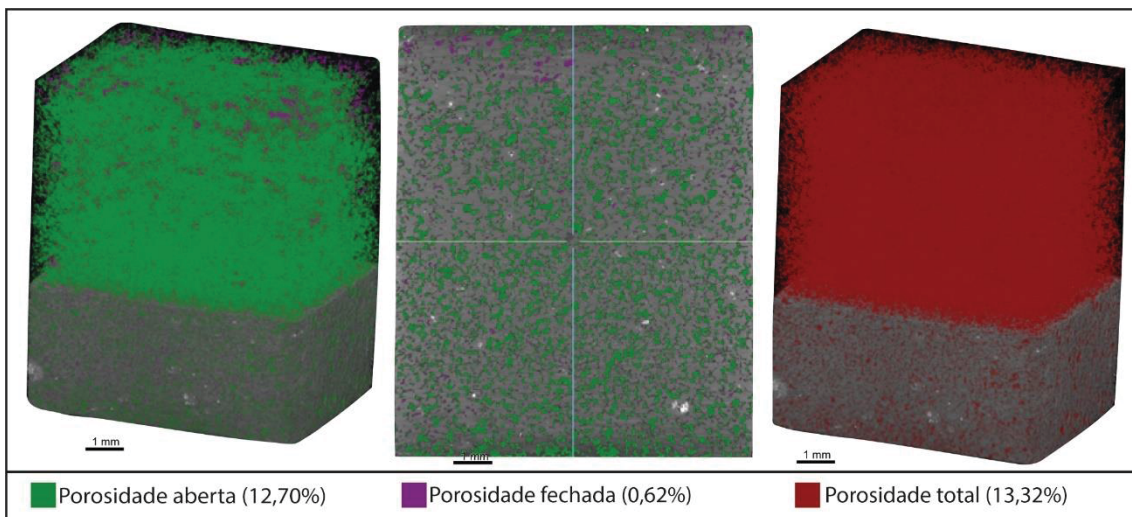 1 mm
1 mm
1 mm
Porosidade aberta (12,70%)
Porosidade fechada (0,62%)
Porosidade total (13,32%)